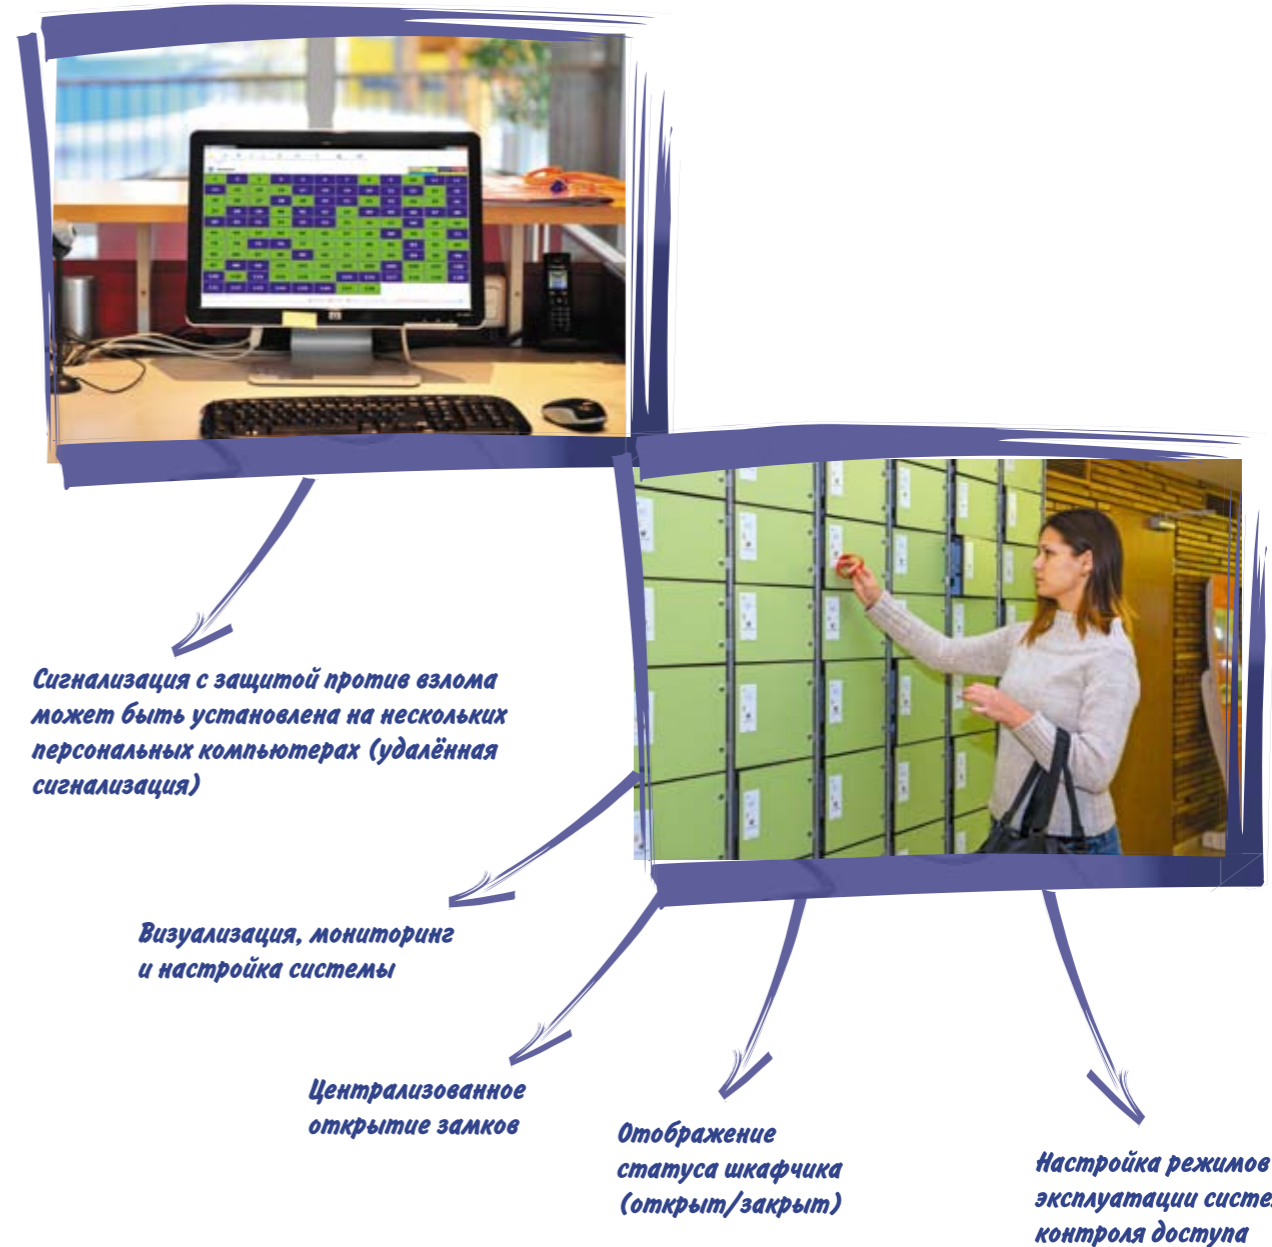 Сигнализация с защитой против взлома
может быть установлена на нескольких
персональных компьютерах (удалённая
сигнализация)
Визуализация, мониторинг
и настройка системы
Централизованное
открытие замков
Отображение
статуса шкафчика
(открыт/закрыт)
Настройка режимов
эксплуатации
контроля доступа